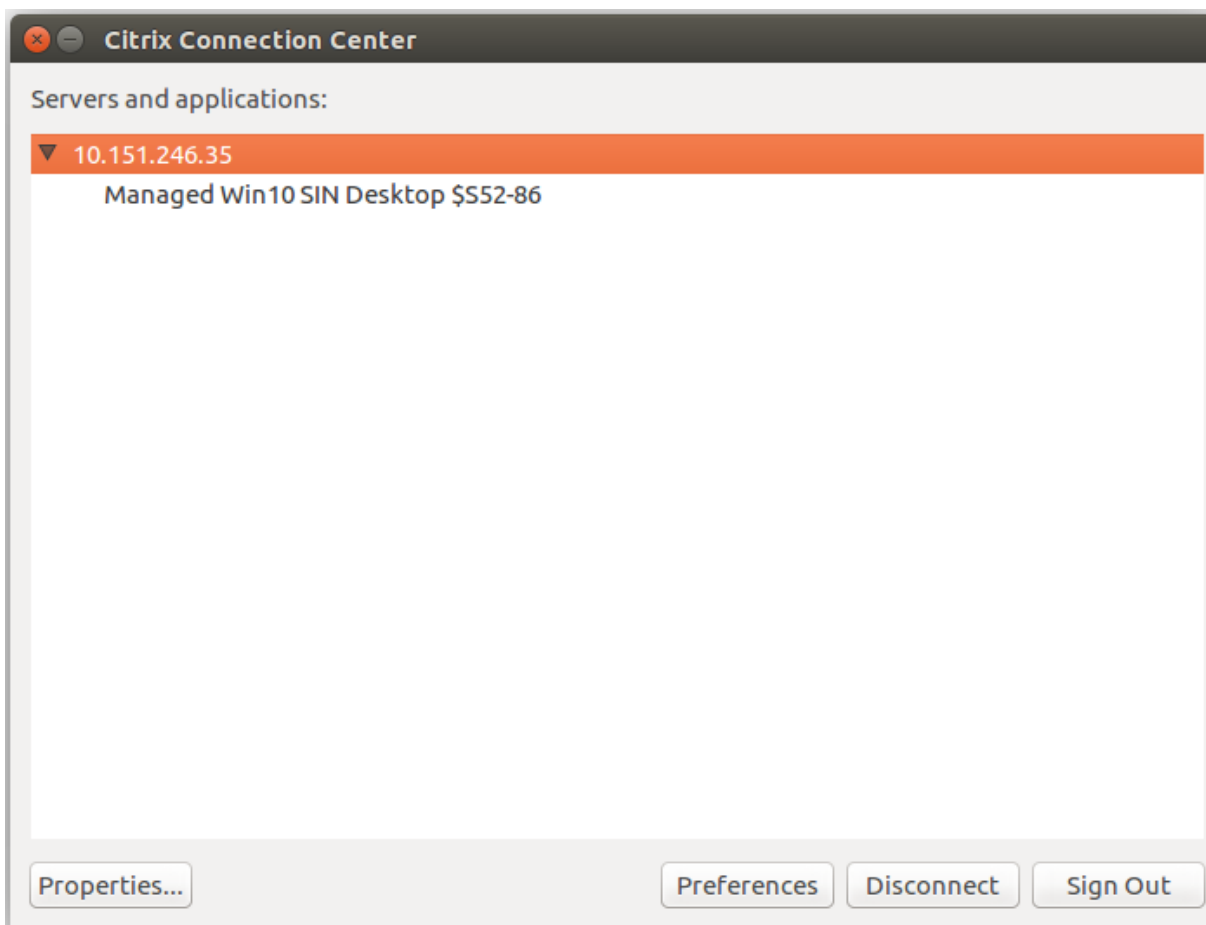 Citrix Connection Center
Servers and applications:
10.151.246.35
Managed Win10 SIN Desktop $S52-86
Properties...
Preferences
Disconnect
Sign Out